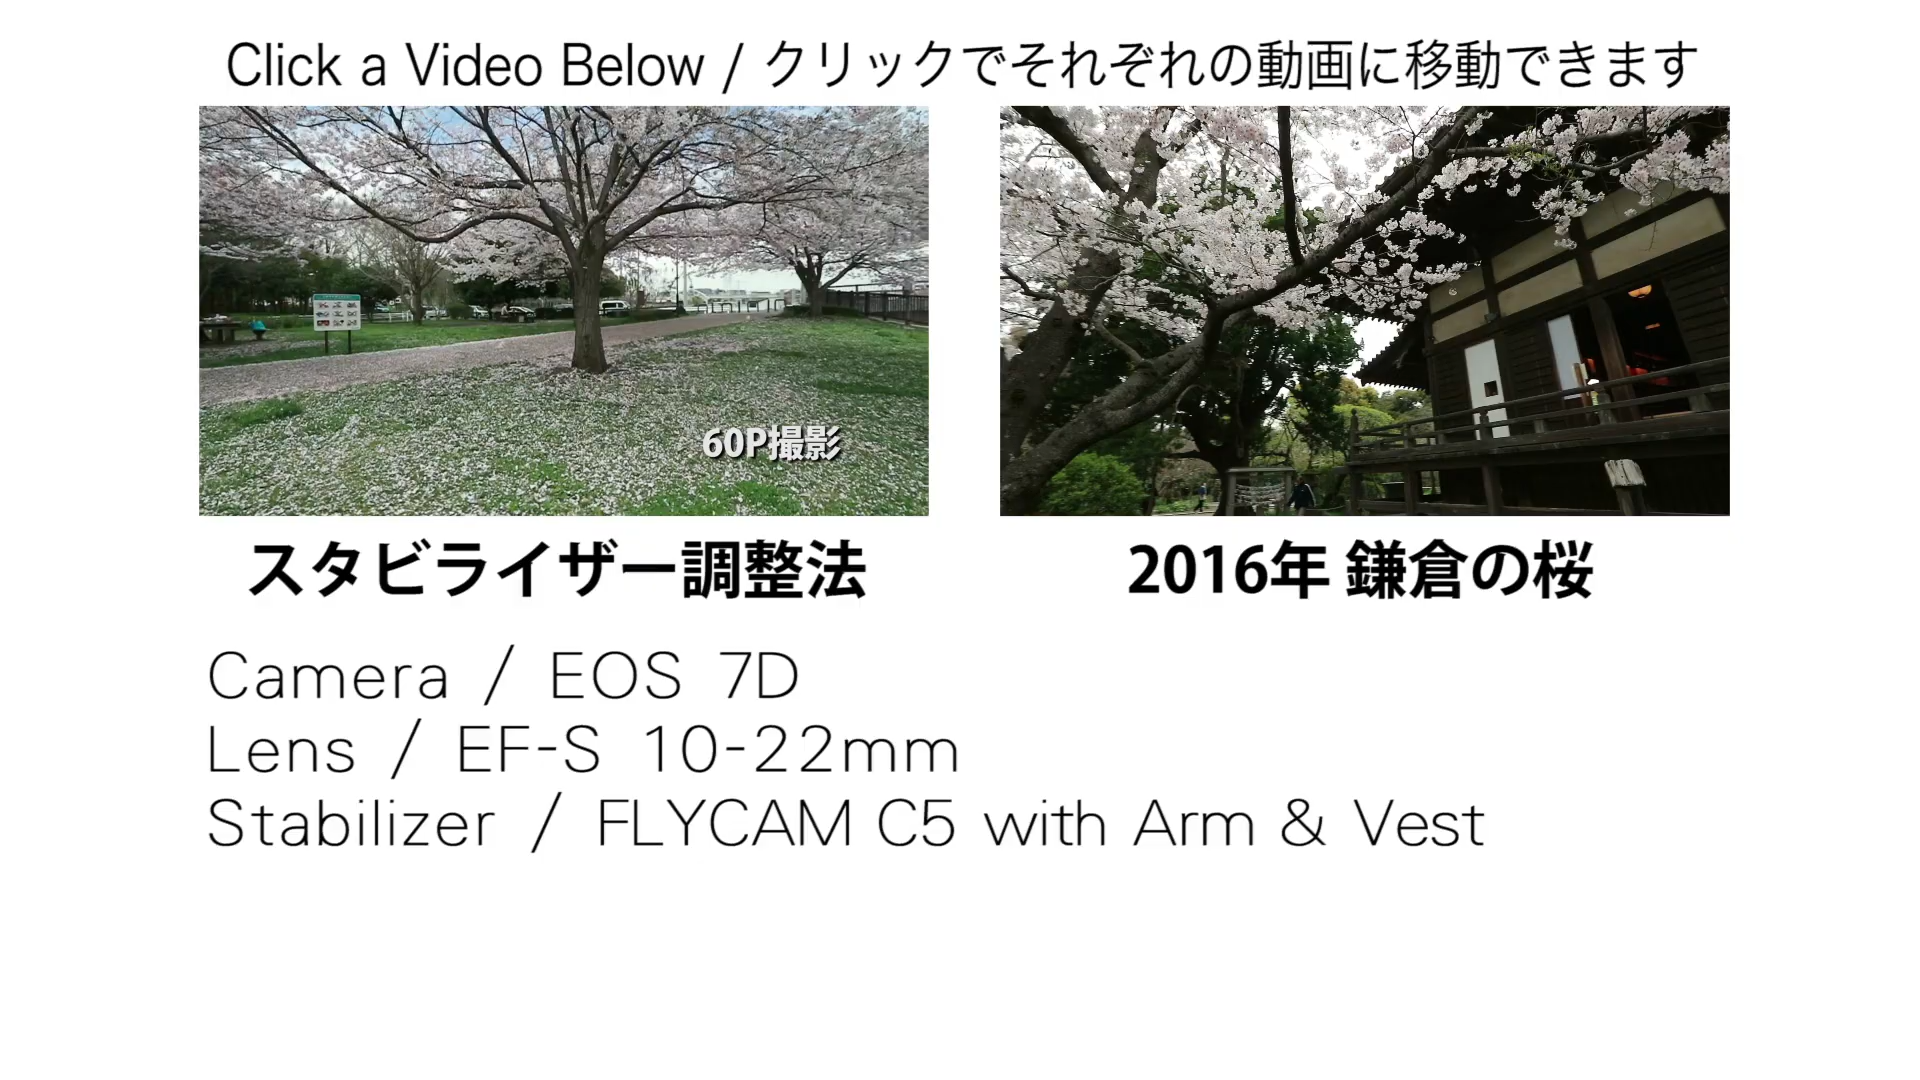 Click a Video Below / クリックでそれぞれの動画に移動できます
60P撮影
スタビライザー調整法
2016年 鎌倉の桜
Camera / EOS 7D
Lens / EF-S 10-22mm
Stabilizer / FLYCAM C5 with Arm & Vest